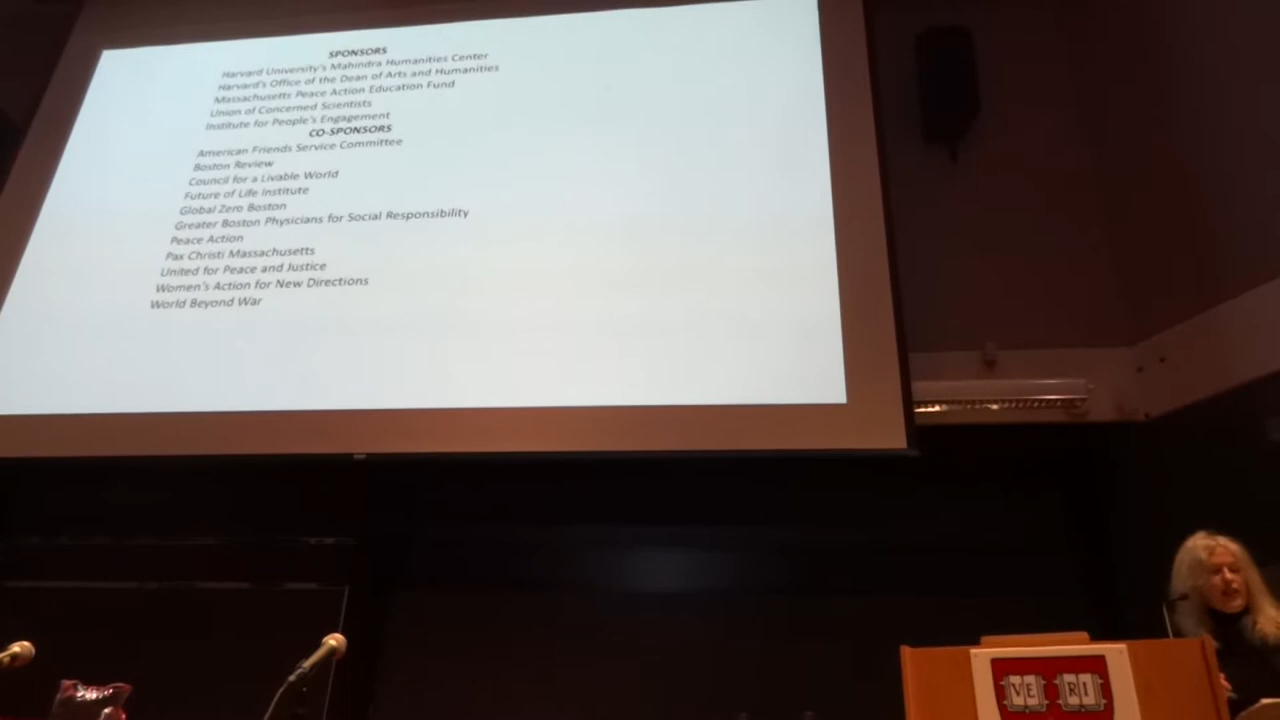 SPONSORS
Harvard University's Mahindra Humanities Center
Harvard's Office of the Dean of Arts and Humanities
Massachusetts Peace Action Education Fund
Union of Concerned Scientists
Institute for People's Engagement
CO-SPONSORS
American Friends Service Committee
Boston Review
Council for a Livable World
Future of Life Institute
Global Zero Boston
Greater Boston Physicians for Social Responsibility
Peace Action
Pax Christi Massachusetts
United for Peace and Justice
Women's Action for New Directions
World Beyond War
VE RI